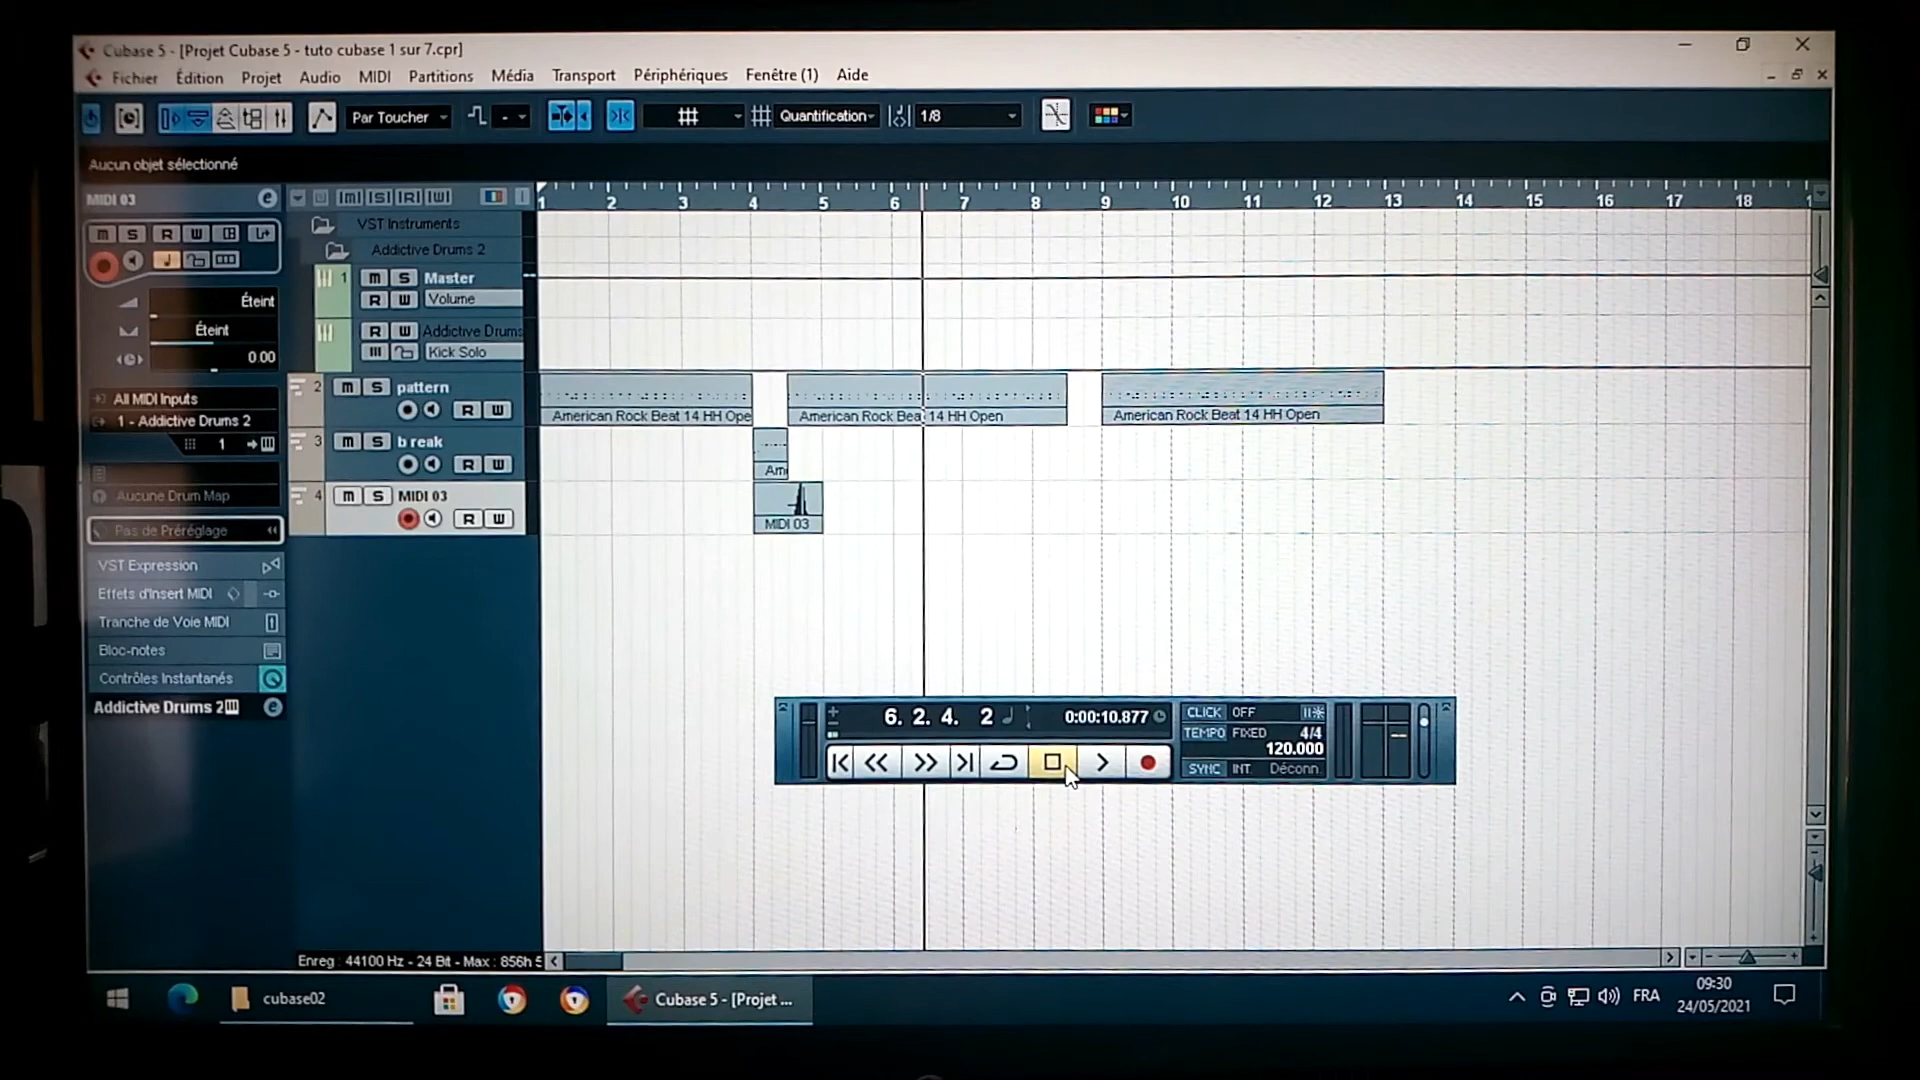 Cubase 5 - [Projet Cubase 5 - tuto cubase 1 sur 7.cpr]
Fichier Édition Projet Audio MIDI Partitions Média Transport Périphériques Fenêtre (1) Aide
Par Toucher - Quantification 1/8
Aucun objet sélectionné
MIDI 03
[m] [S] [R] [W]
1 2 3 4 5 6 7 8 9 10 11 12 13 14 15 16 17 18
VST Instruments
Addictive Drums 2
m S R W
1 m S Master
R W Volume
R W Addictive Drums
Kick Solo
Éteint
Éteint
0.00
All MIDI Inputs
1 - Addictive Drums 2
1
Aucune Drum Map
Pas de Préréglage
VST Expression
Effets d'Insert MIDI
Tranche de Voie MIDI
Bloc-notes
Contrôles Instantanés
Addictive Drums 2
2 m S pattern
R W
American Rock Beat 14 HH Ope
American Rock Bea 14 HH Open
American Rock Beat 14 HH Open
3 m S b reak
R W
Am
4 m S MIDI 03
R W
MIDI 03
6. 2. 4. 2 0:00:10.877
CLICK OFF
TEMPO FIXED 4/4
120.000
SYNC INT. Déconn.
Enreg : 44100 Hz - 24 Bit - Max : 856h 5
cubase02
Cubase 5 - [Projet ...
FRA
09:30
24/05/2021